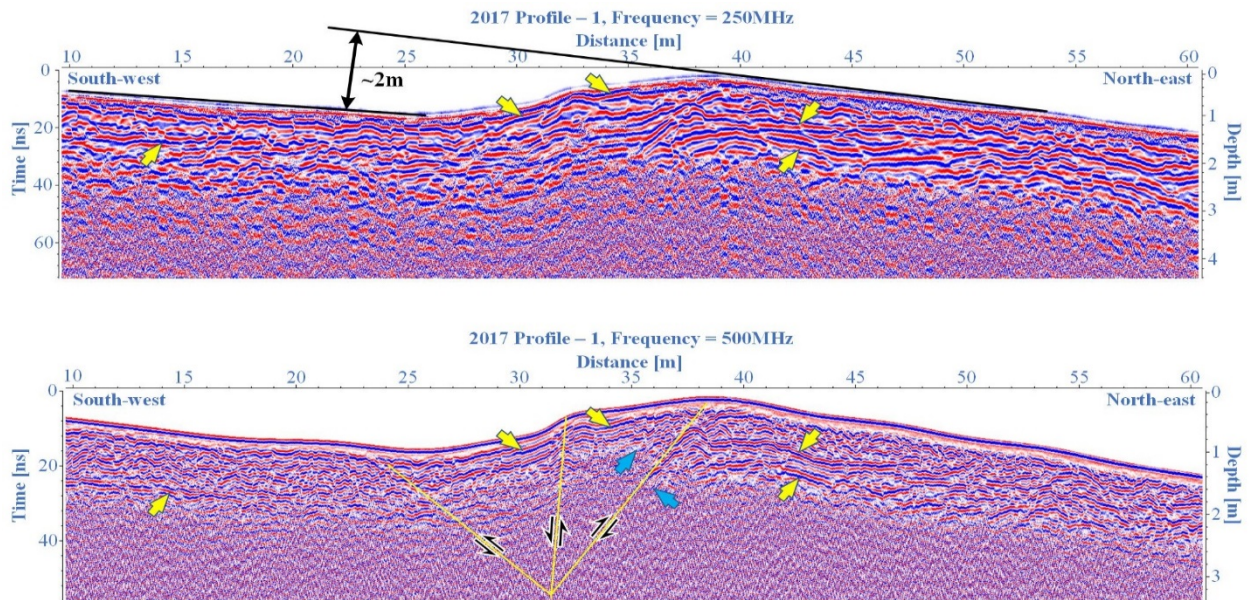 2017 Profile – 1, Frequency = 250MHz
Distance [m]
10 15 20 25 30 35 40 45 50 55 60
South-west
North-east
~2m
Time [ns]
0
20
40
60
Depth [m]
0
1
2
3
4
2017 Profile – 1, Frequency = 500MHz
Distance [m]
10 15 20 25 30 35 40 45 50 55 60
South-west
North-east
Time [ns]
0
20
40
Depth [m]
0
1
2
3